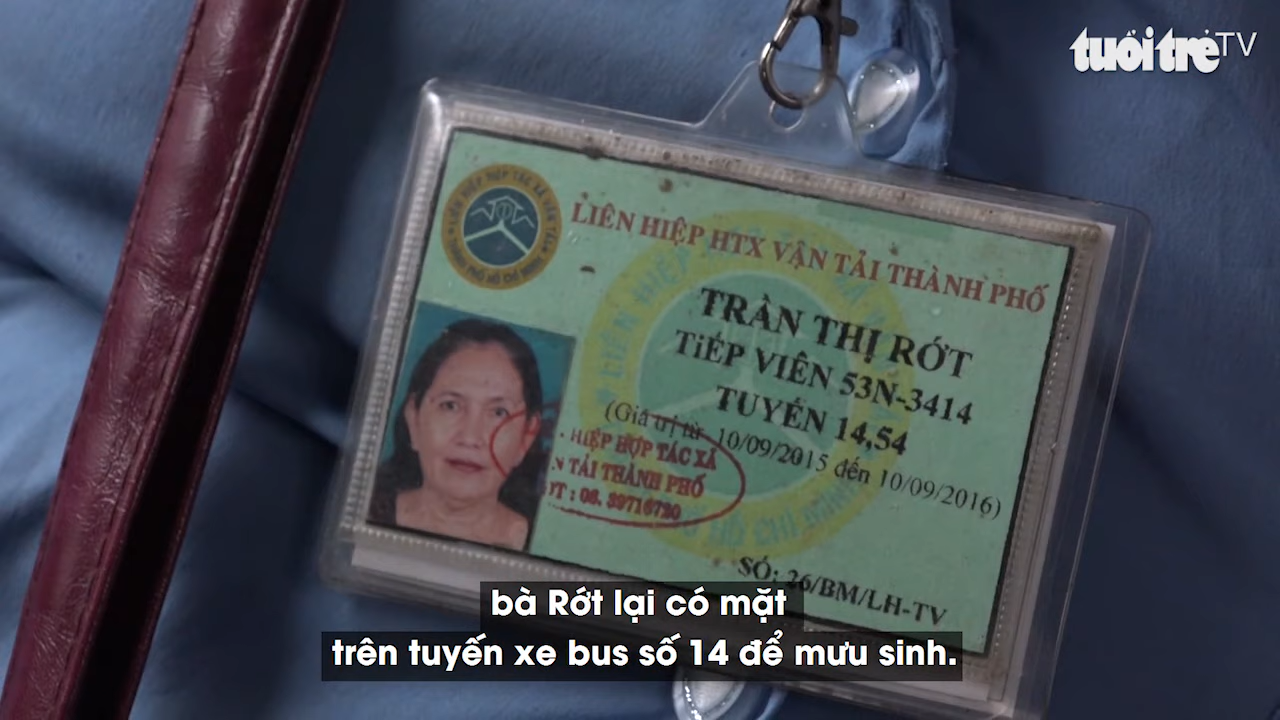 tuổi trẻ TV
LIÊN HIỆP HTX VẬN TẢI THÀNH PHỐ
TRẦN THỊ RỚT
TiẾP VIÊN 53N-3414
TUYẾN 14,54
(Giá trị từ 10/09/2015 đến 10/09/2016)
HIỆP HỢP TÁC XÃ
N TẢI THÀNH PHỐ
ĐT : 08. 39716790
SỐ: 26/BM/LH-TV
bà Rớt lại có mặt
trên tuyến xe bus số 14 để mưu sinh.